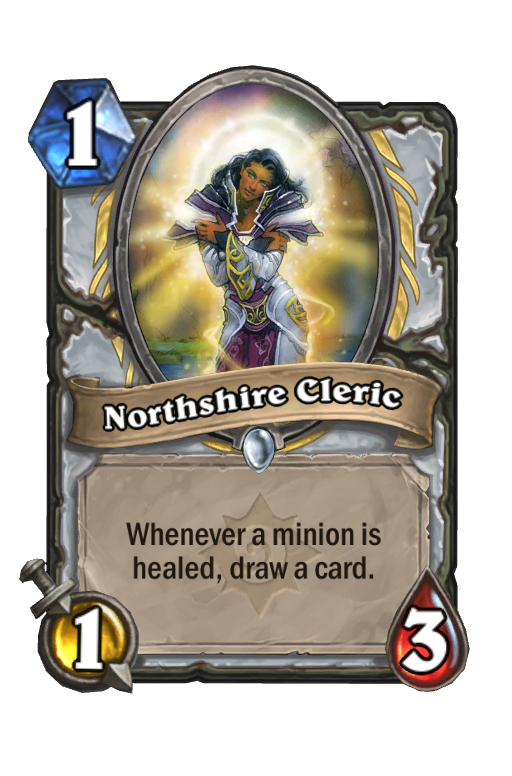 1
Northshire Cleric
Whenever a minion is
healed, draw a card.
1
3